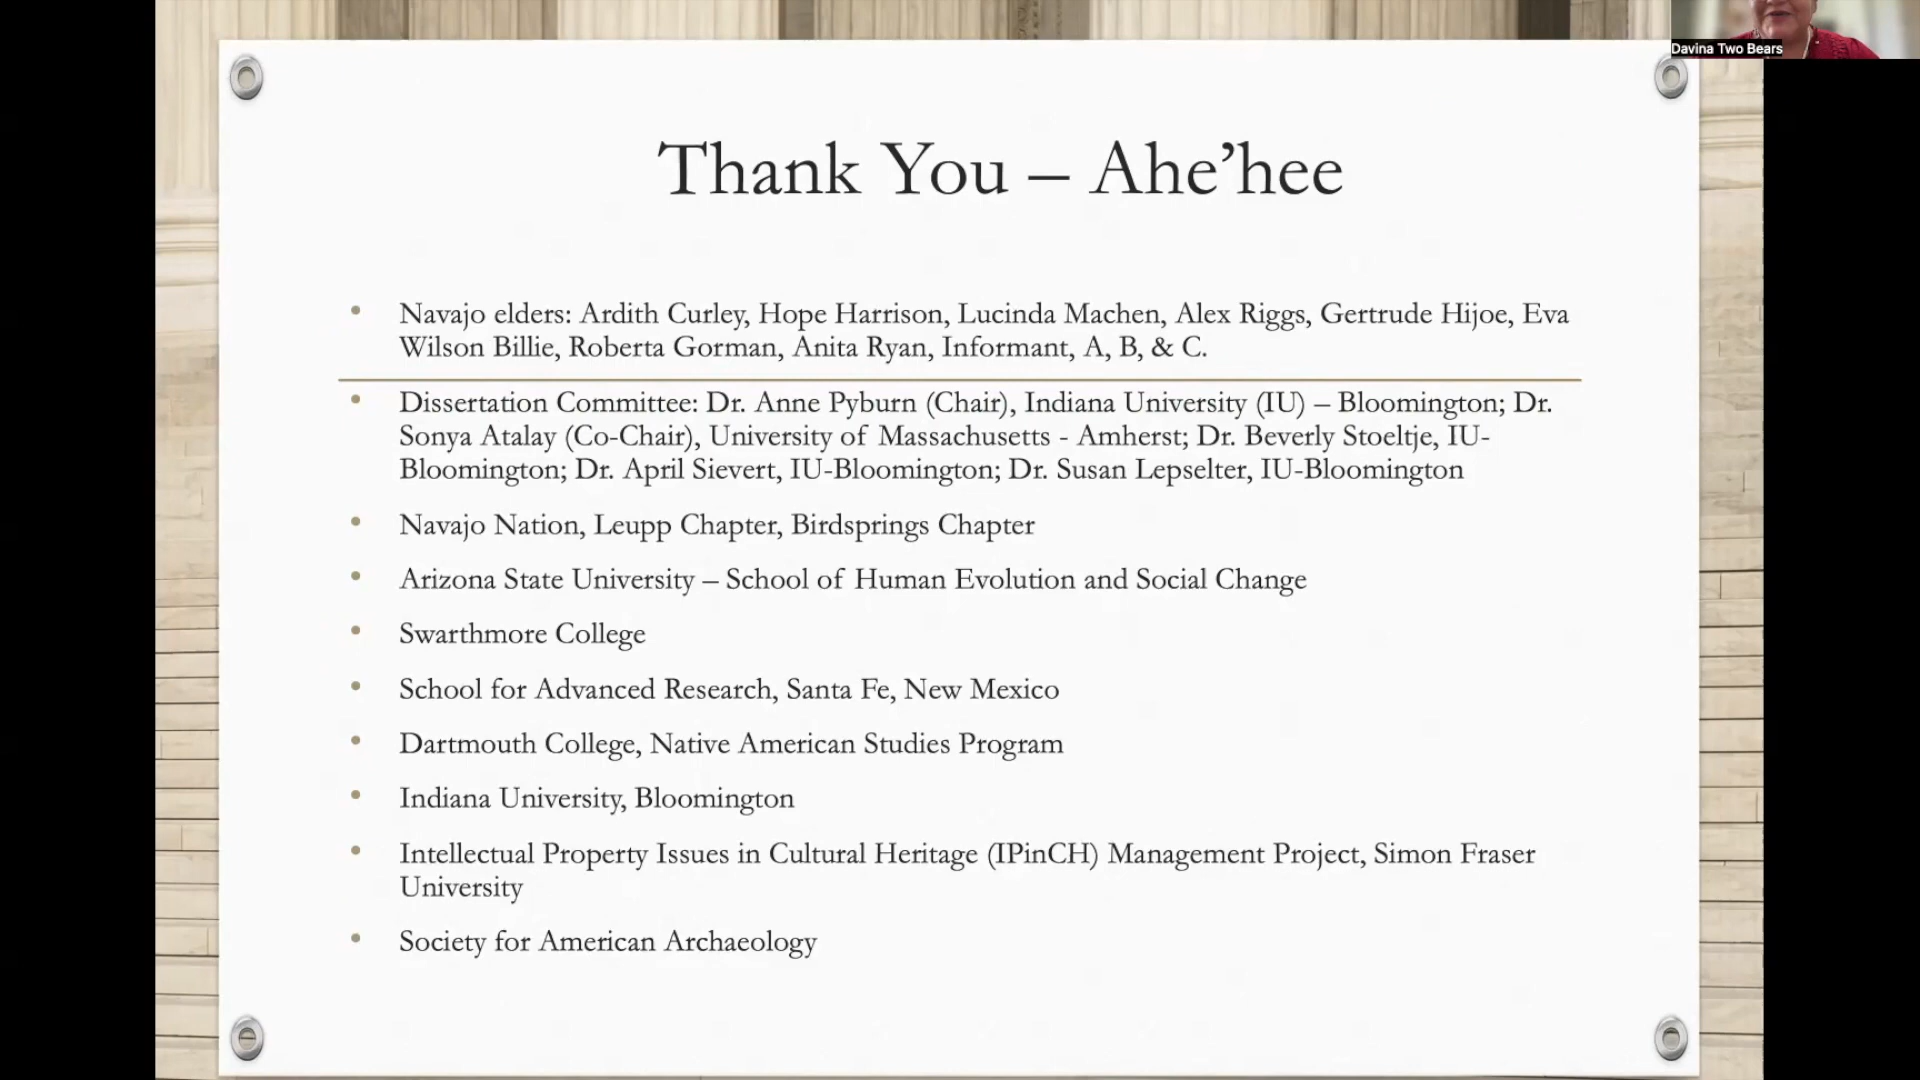 Davina Two Bears
Thank You – Ahe’hee
• Navajo elders: Ardith Curley, Hope Harrison, Lucinda Machen, Alex Riggs, Gertrude Hijoe, Eva
Wilson Billie, Roberta Gorman, Anita Ryan, Informant, A, B, & C.
• Dissertation Committee: Dr. Anne Pyburn (Chair), Indiana University (IU) – Bloomington; Dr.
Sonya Atalay (Co-Chair), University of Massachusetts - Amherst; Dr. Beverly Stoeltje, IU-
Bloomington; Dr. April Sievert, IU-Bloomington; Dr. Susan Lepselter, IU-Bloomington
• Navajo Nation, Leupp Chapter, Birdsprings Chapter
• Arizona State University – School of Human Evolution and Social Change
• Swarthmore College
• School for Advanced Research, Santa Fe, New Mexico
• Dartmouth College, Native American Studies Program
• Indiana University, Bloomington
• Intellectual Property Issues in Cultural Heritage (IPinCH) Management Project, Simon Fraser
University
• Society for American Archaeology